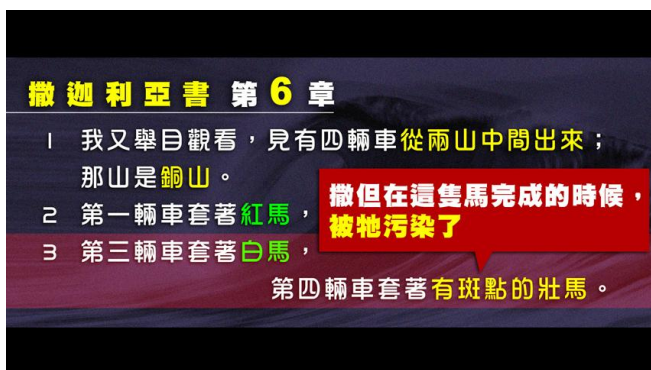 撒迦利亞書 第6章
1 我又舉目觀看，見有四輛車從兩山中間出來；
那山是銅山。
2 第一輛車套著紅馬，
撒但在這隻馬完成的時候，
被牠污染了
3 第三輛車套著白馬，
第四輛車套著有斑點的壯馬。